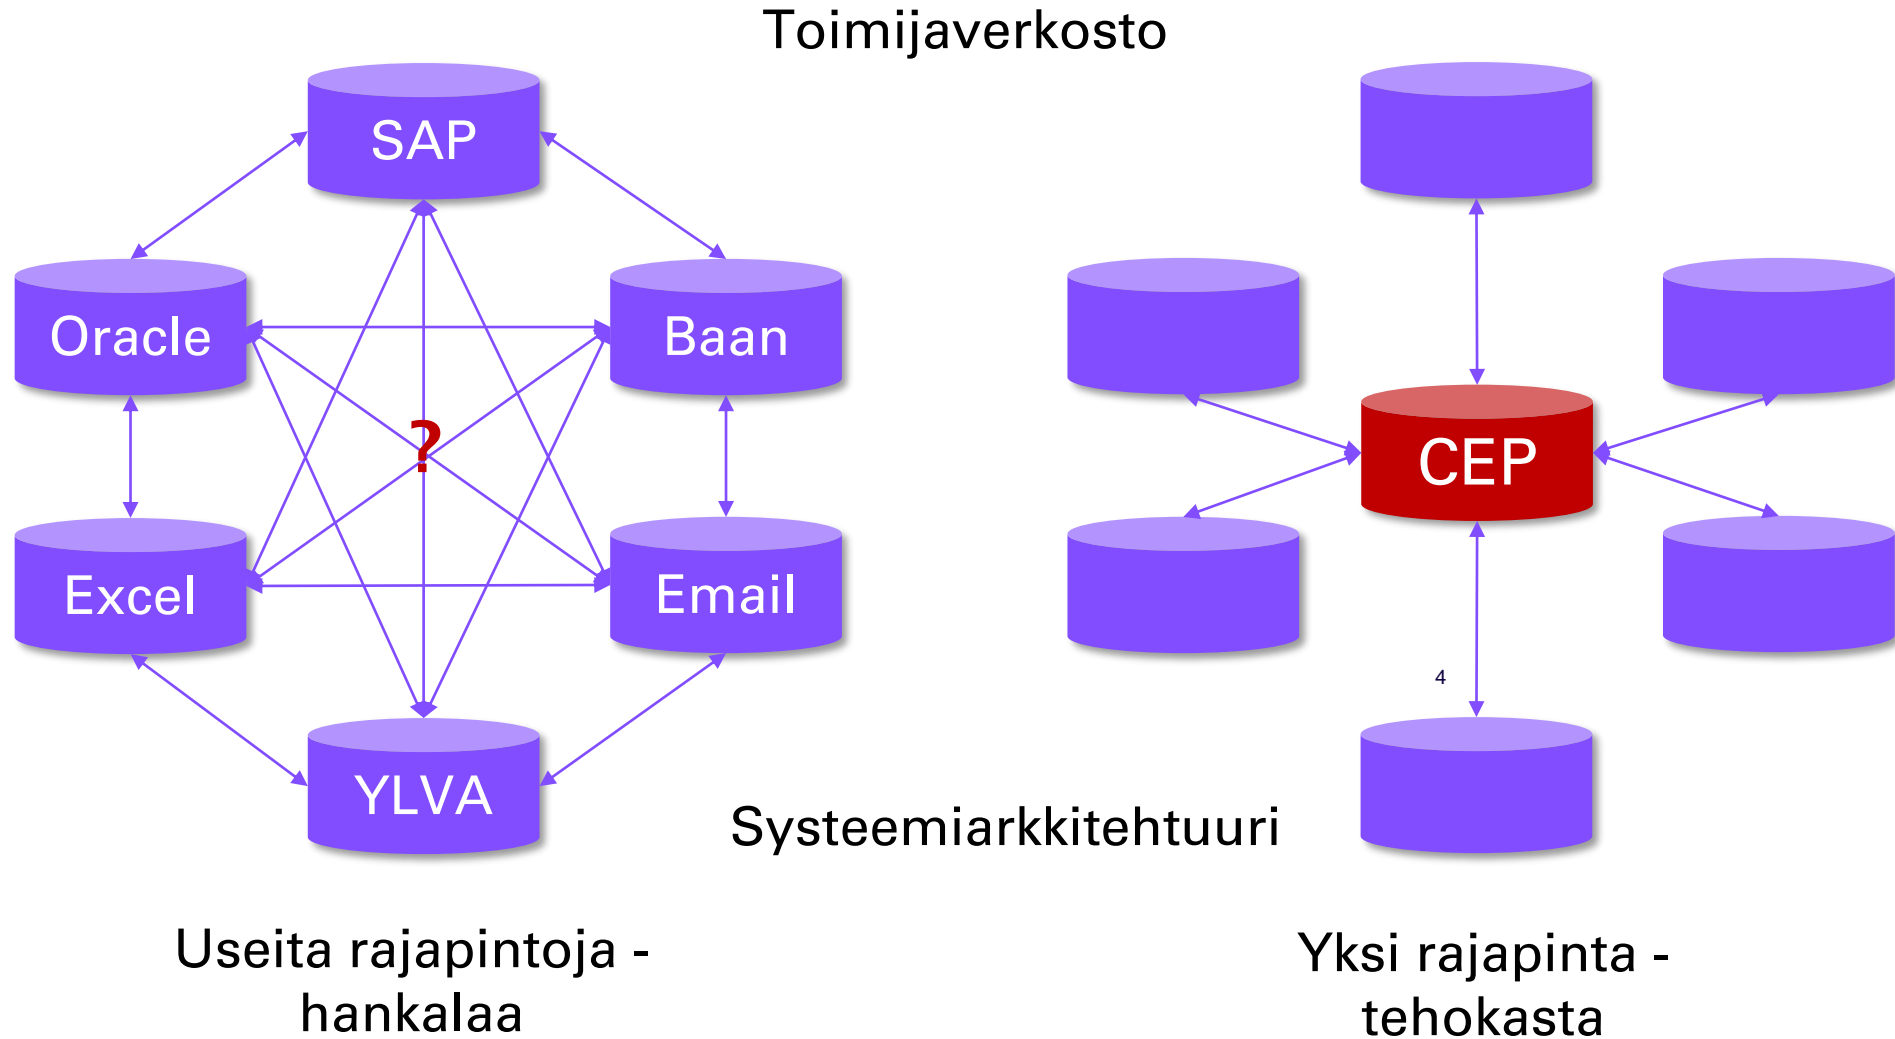 Toimijaverkosto
SAP
Oracle
Baan
?
CEP
Excel
Email
4
YLVA
Systeemiarkkitehtuuri
Useita rajapintoja -
hankalaa
Yksi rajapinta -
tehokasta